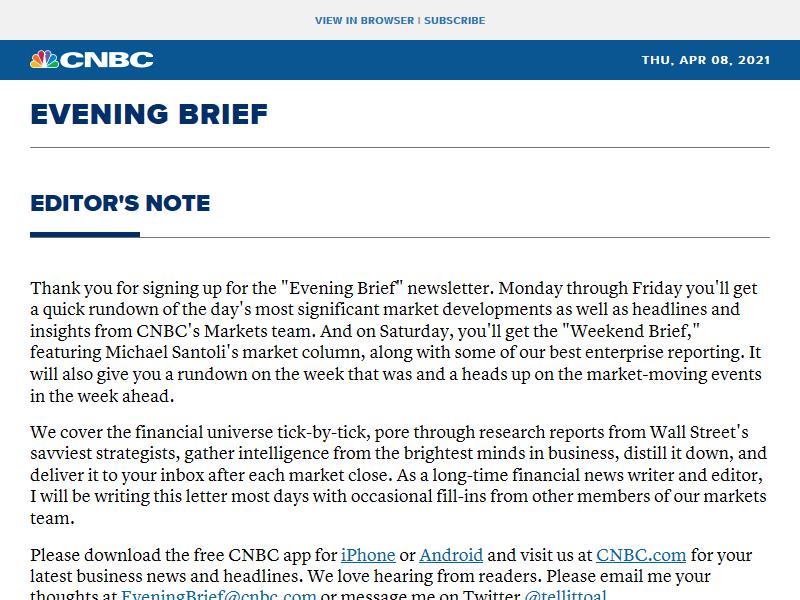 VIEW IN BROWSER | SUBSCRIBE
CNBC
THU, APR 08, 2021
EVENING BRIEF
EDITOR'S NOTE
Thank you for signing up for the "Evening Brief" newsletter. Monday through Friday you'll get
a quick rundown of the day's most significant market developments as well as headlines and
insights from CNBC's Markets team. And on Saturday, you'll get the "Weekend Brief,"
featuring Michael Santoli's market column, along with some of our best enterprise reporting. It
will also give you a rundown on the week that was and a heads up on the market-moving events
in the week ahead.
We cover the financial universe tick-by-tick, pore through research reports from Wall Street's
savviest strategists, gather intelligence from the brightest minds in business, distill it down, and
deliver it to your inbox after each market close. As a long-time financial news writer and editor,
I will be writing this letter most days with occasional fill-ins from other members of our markets
team.
Please download the free CNBC app for iPhone or Android and visit us at CNBC.com for your
latest business news and headlines. We love hearing from readers. Please email me your
thoughts at EveningBrief@cnbc.com or message me on Twitter @tellittoal